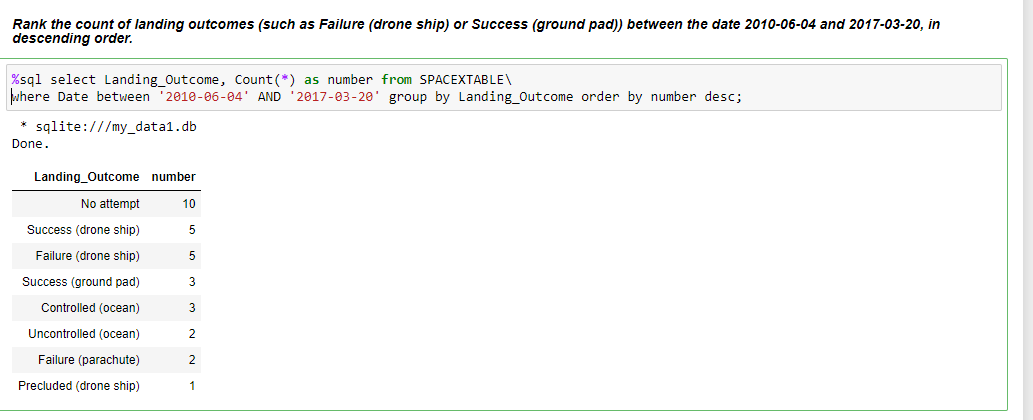 Rank the count of landing outcomes (such as Failure (drone ship) or Success (ground pad)) between the date 2010-06-04 and 2017-03-20, in
descending order.
%sql select Landing_Outcome, Count(*) as number from SPACEXTABLE\
where Date between '2010-06-04' AND '2017-03-20' group by Landing_Outcome order by number desc;
* sqlite:///my_data1.db
Done.
Landing_Outcome number
No attempt 10
Success (drone ship) 5
Failure (drone ship) 5
Success (ground pad) 3
Controlled (ocean) 3
Uncontrolled (ocean) 2
Failure (parachute) 2
Precluded (drone ship) 1